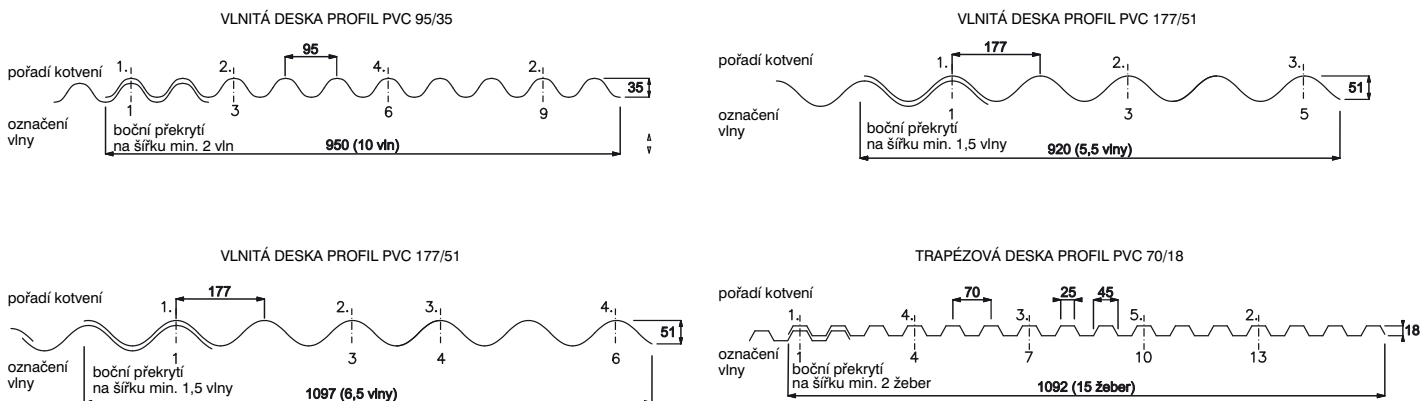 VLNITÁ DESKA PROFIL PVC 95/35
95
pořadí kotvení
1. 2. 4. 2.
35
1 3 6 9
označení
vlny
boční překrytí
na šířku min. 2 vln
950 (10 vln)
VLNITÁ DESKA PROFIL PVC 177/51
177
pořadí kotvení
1. 2. 3.
51
1 3 5
označení
vlny
boční překrytí
na šířku min. 1,5 vlny
920 (5,5 vlny)
VLNITÁ DESKA PROFIL PVC 177/51
pořadí kotvení
177
1. 2. 3. 4.
51
1 3 4 6
označení
vlny
boční překrytí
na šířku min. 1,5 vlny
1097 (6,5 vlny)
TRAPÉZOVÁ DESKA PROFIL PVC 70/18
pořadí kotvení
70 25 45
1. 4. 3. 5. 2.
18
1 4 7 10 13
označení
vlny
boční překrytí
na šířku min. 2 žeber
1092 (15 žeber)